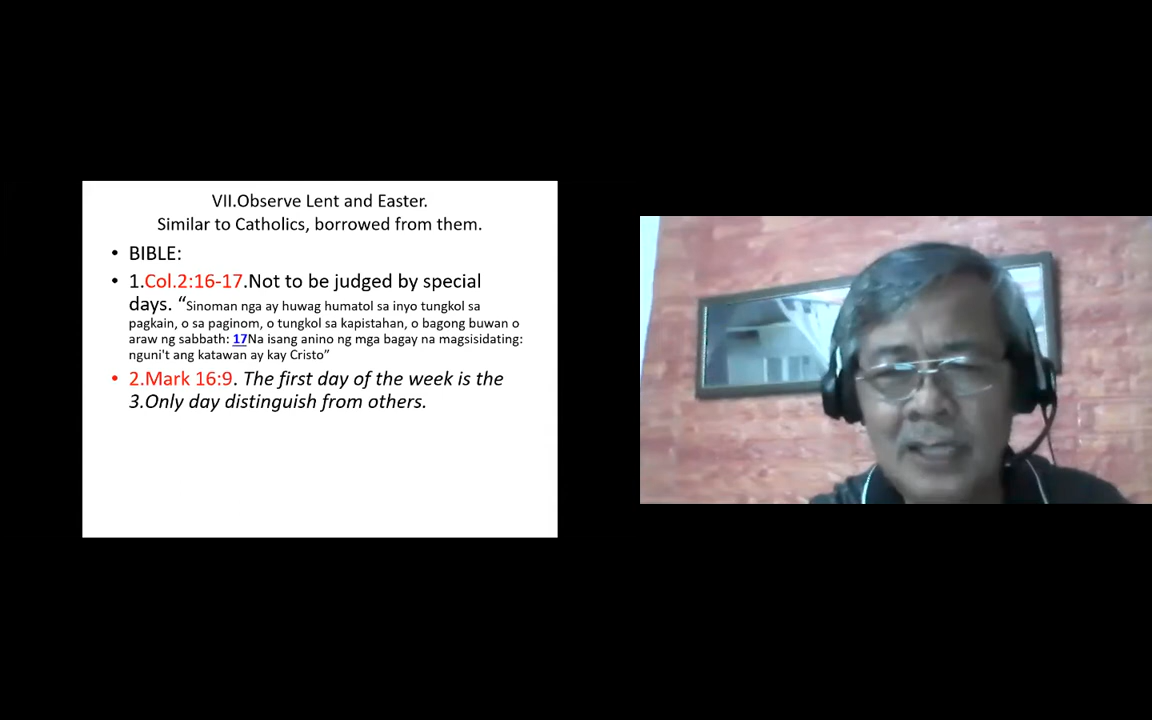 VII.Observe Lent and Easter.
Similar to Catholics, borrowed from them.
• BIBLE:
• 1.Col.2:16-17.Not to be judged by special
days. “Sinoman nga ay huwag humatol sa inyo tungkol sa
pagkain, o sa paginom, o tungkol sa kapistahan, o bagong buwan o
araw ng sabbath: 17Na isang anino ng mga bagay na magsisidating:
nguni't ang katawan ay kay Cristo”
• 2.Mark 16:9. The first day of the week is the
3.Only day distinguish from others.